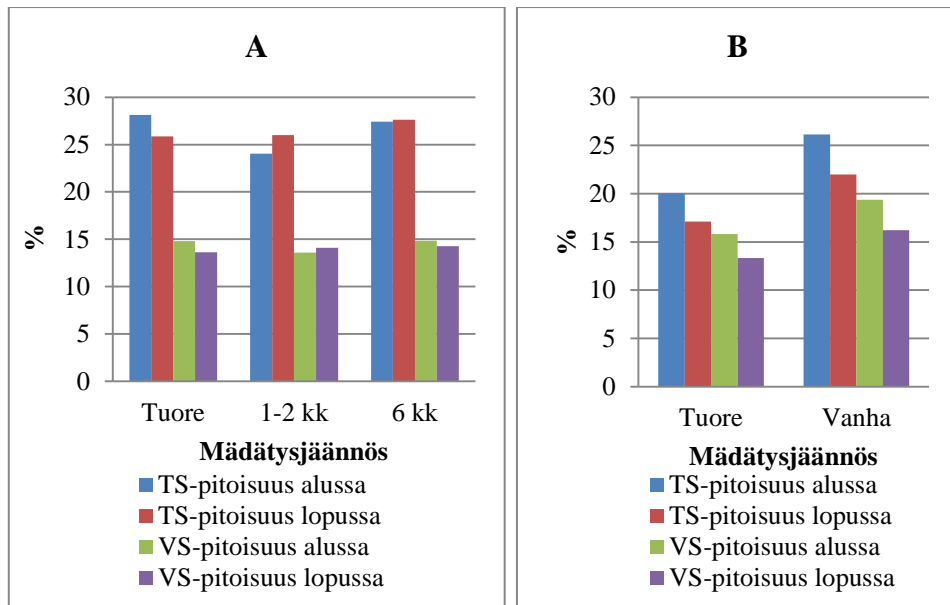 A
30
25
20
15
10
5
0
%
Tuore 1-2 kk 6 kk
Mädätysjäännös
TS-pitoisuus alussa
TS-pitoisuus lopussa
VS-pitoisuus alussa
VS-pitoisuus lopussa
B
30
25
20
15
10
5
0
%
Tuore Vanha
Mädätysjäännös
TS-pitoisuus alussa
TS-pitoisuus lopussa
VS-pitoisuus alussa
VS-pitoisuus lopussa